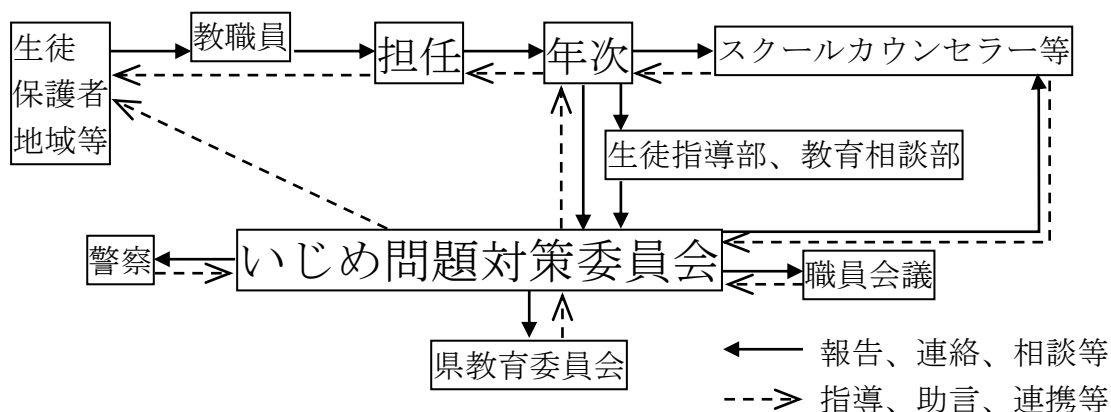 生徒
保護者
地域等
教職員
担任
年次
スクールカウンセラー等
生徒指導部、教育相談部
いじめ問題対策委員会
警察
職員会議
県教育委員会
報告、連絡、相談等
指導、助言、連携等